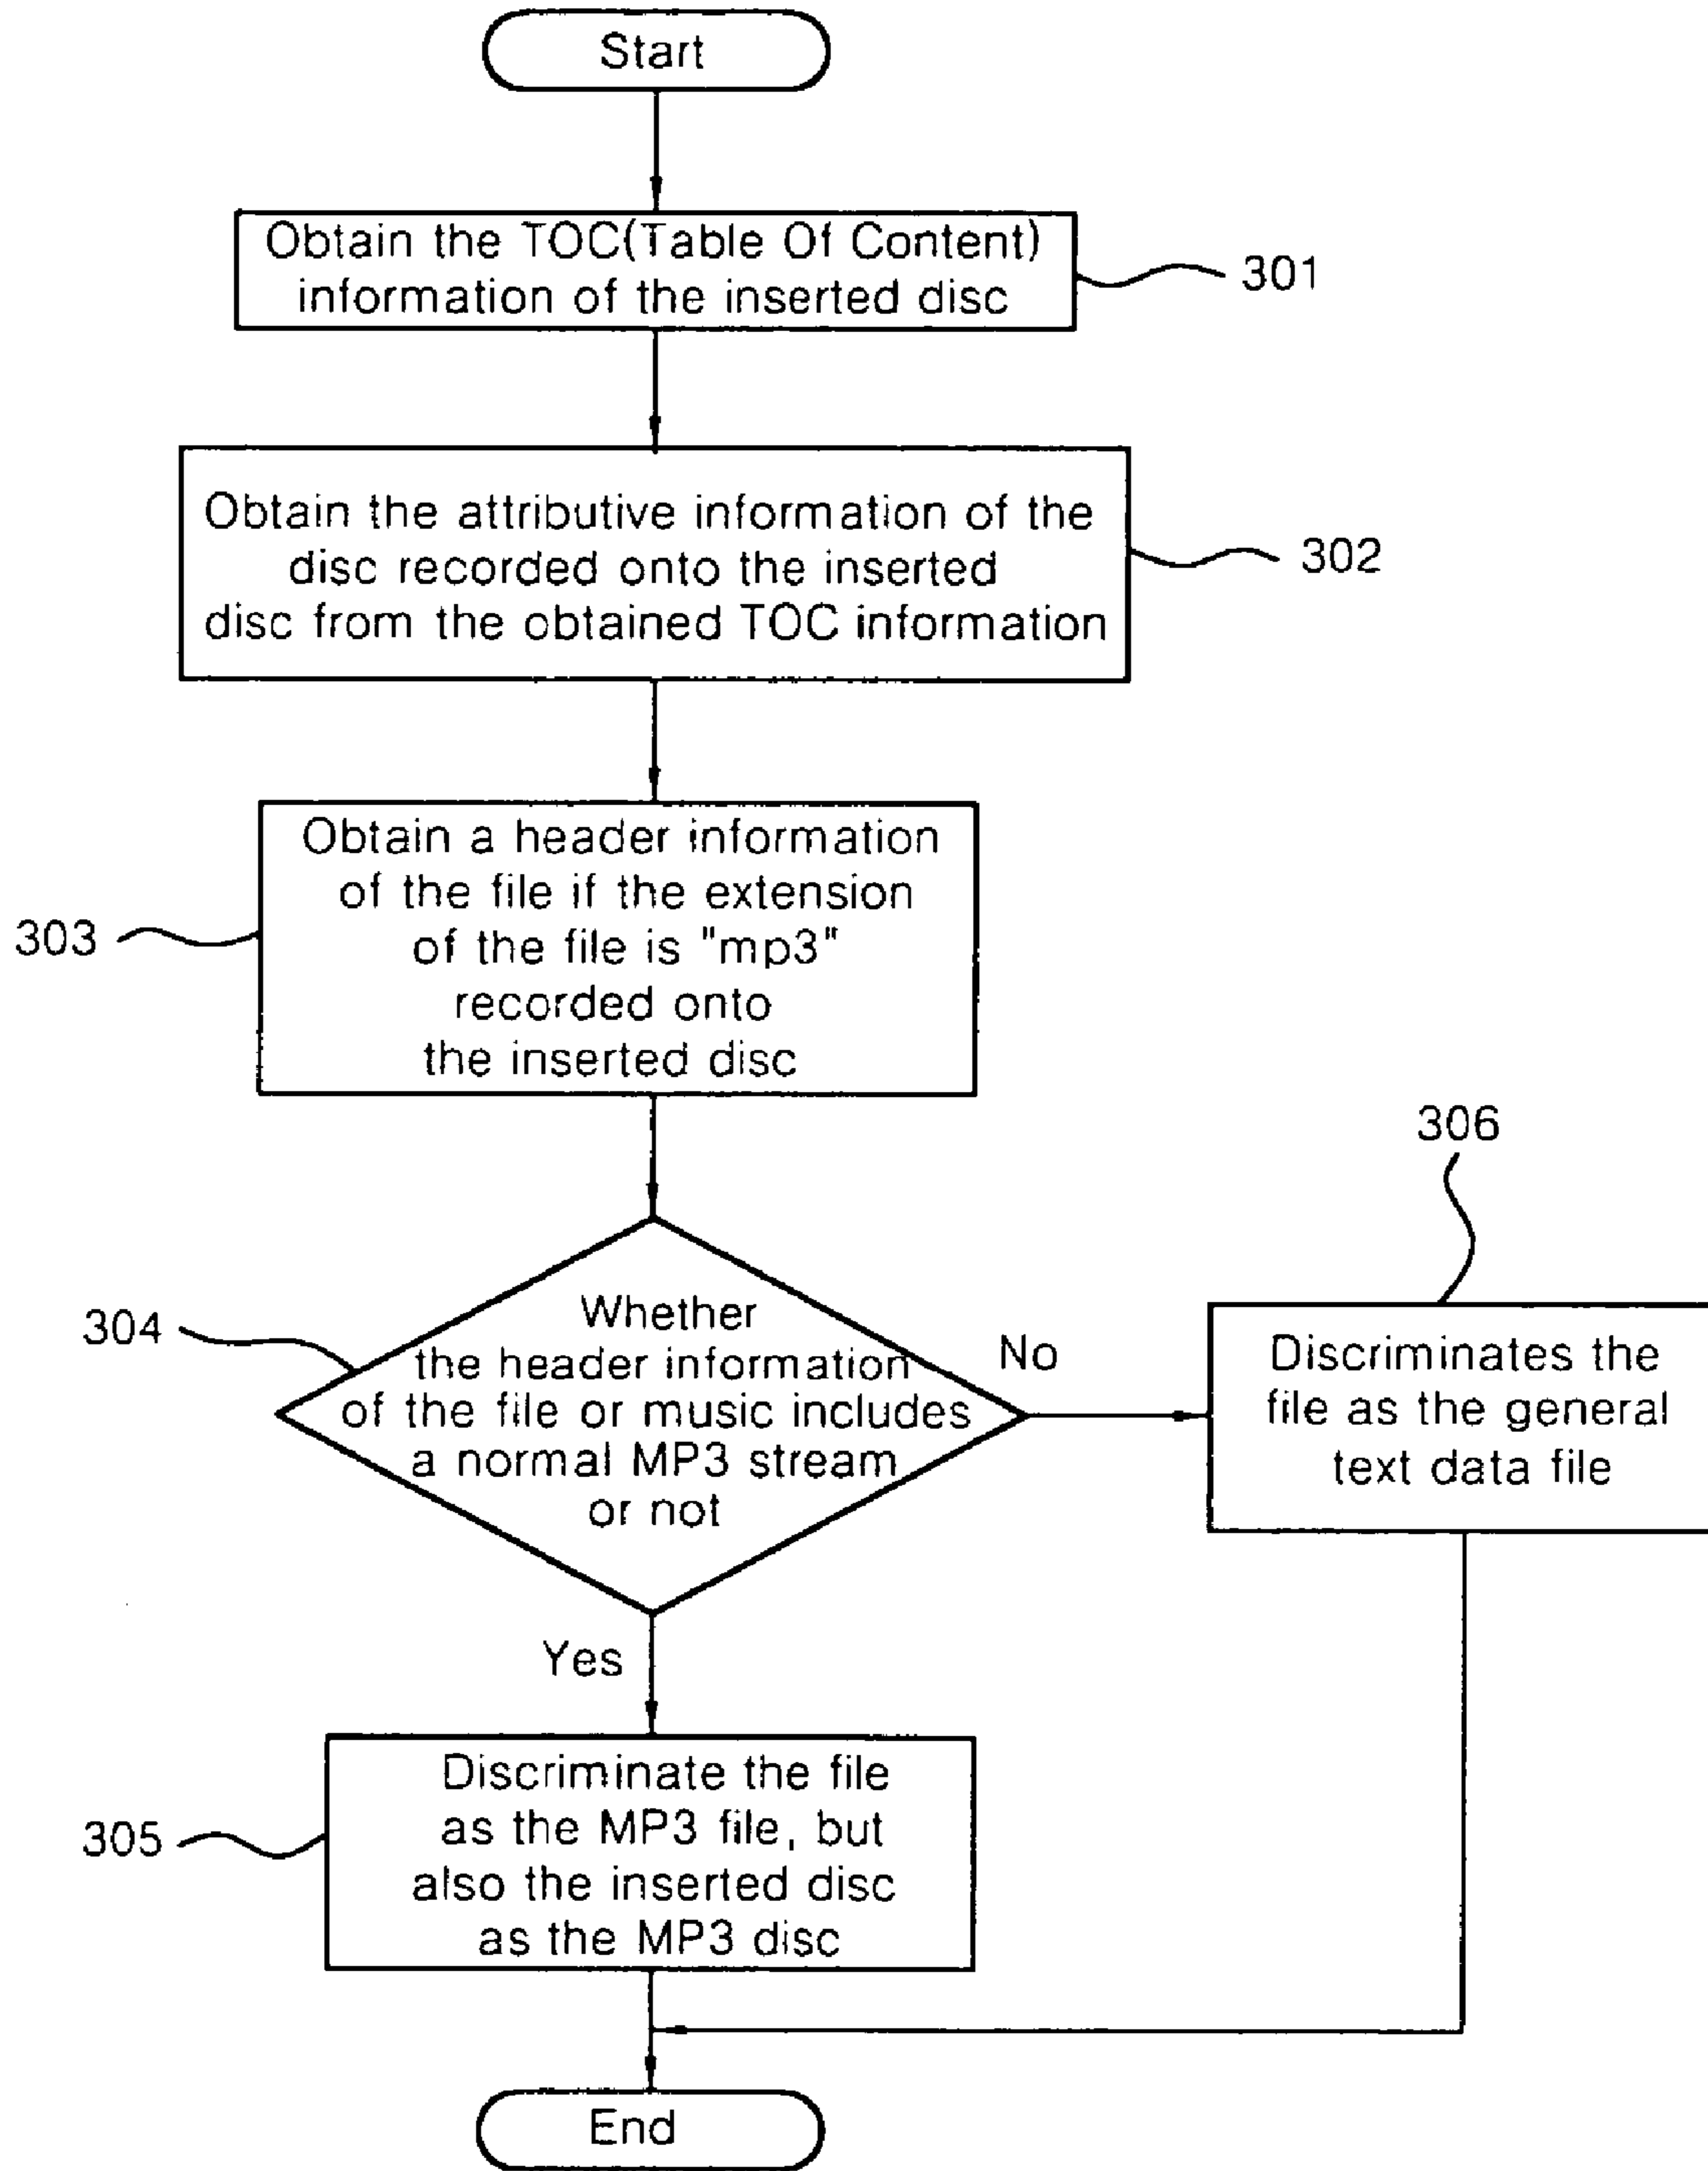 Start
Obtain the TOC(Table Of Content)
information of the inserted disc
301
Obtain the attributive information of the
disc recorded onto the inserted
disc from the obtained TOC information
302
Obtain a header information
of the file if the extension
of the file is "mp3"
recorded onto
the inserted disc
303
306
Whether
the header information
of the file or music includes
a normal MP3 stream
or not
304
No
Discriminates the
file as the general
text data file
Yes
Discriminate the file
as the MP3 file, but
also the inserted disc
as the MP3 disc
305
End